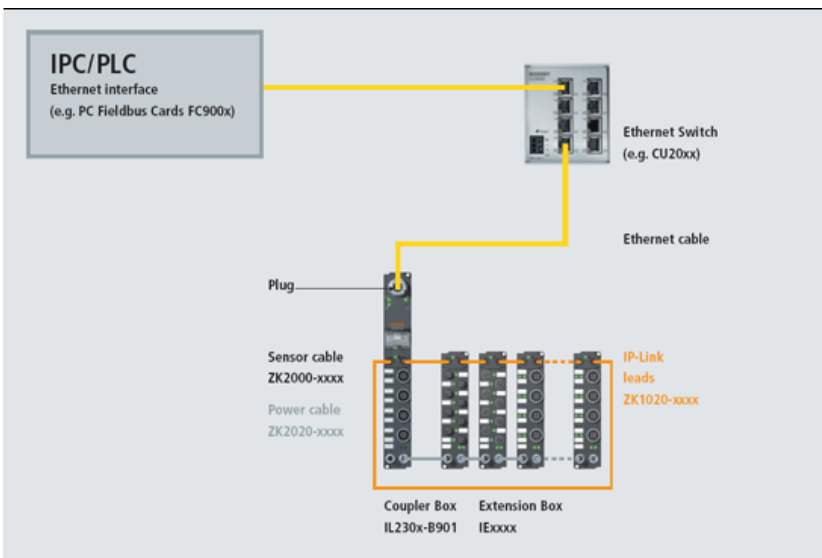 IPC/PLC
Ethernet interface
(e.g. PC Fieldbus Cards FC900x)
Ethernet Switch
(e.g. CU20xx)
Ethernet cable
Plug
Sensor cable
ZK2000-xxxx
Power cable
ZK2020-xxxx
IP-Link
leads
ZK1020-xxxx
Coupler Box
IL230x-B901
Extension Box
IExxxx